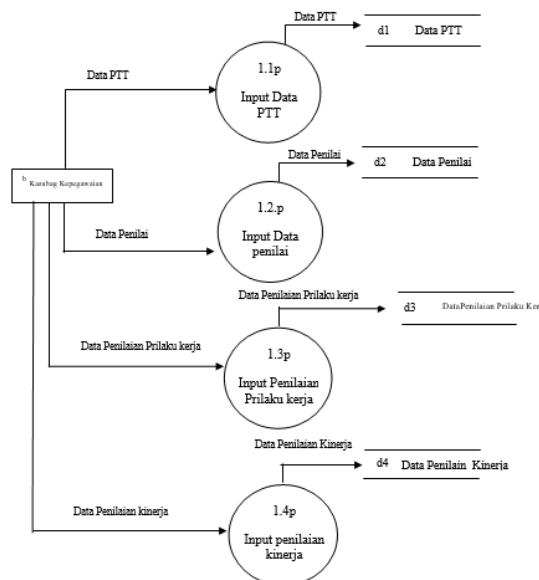 Data PTT
d1 Data PTT
1.1p
Input Data
PTT
Data PTT
Data Penilai
d2 Data Penilai
b Kasubag Kepegawaian
1.2.p
Input Data
penilai
Data Penilai
Data Penilaian Prilaku kerja
d3 DataPenilaian Prilaku Ker
Data Penilaian Prilaku kerja
1.3p
Input Penilaian
Prilaku kerja
Data Penilaian Kinerja
d4 Data Penilain Kinerja
1.4p
Data Penilaian kinerja
Input penilaian
kinerja